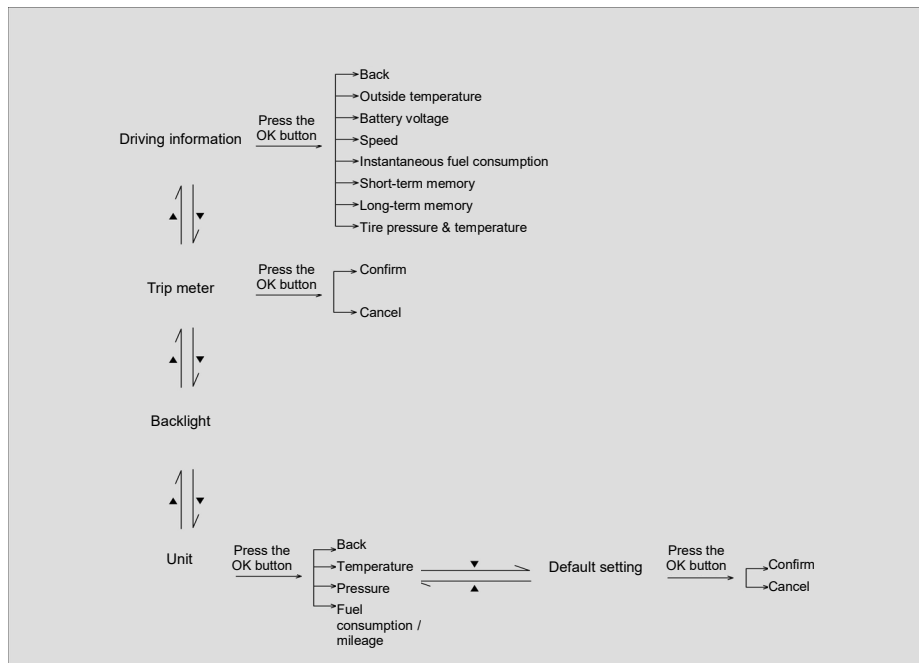 Driving information
Press the
OK button
Back
Outside temperature
Battery voltage
Speed
Instantaneous fuel consumption
Short-term memory
Long-term memory
Tire pressure & temperature
Trip meter
Press the
OK button
Confirm
Cancel
Backlight
Unit
Press the
OK button
Back
Temperature
Pressure
Fuel
consumption /
mileage
Default setting
Press the
OK button
Confirm
Cancel